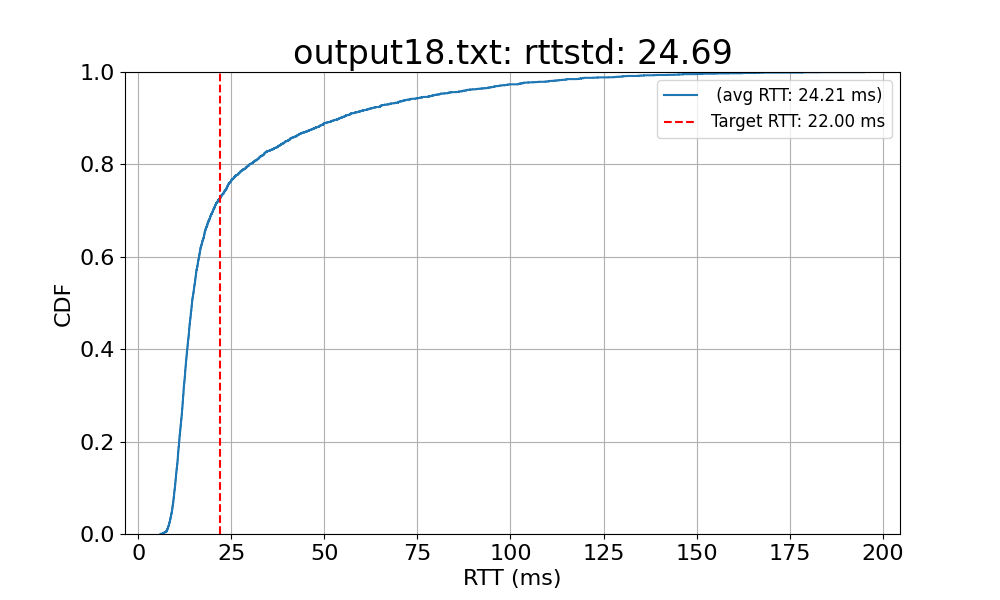 output18.txt: rttstd: 24.69
1.0
0.8
0.6
0.4
0.2
0.0
CDF
(avg RTT: 24.21 ms)
Target RTT: 22.00 ms
0 25 50 75 100 125 150 175 200
RTT (ms)